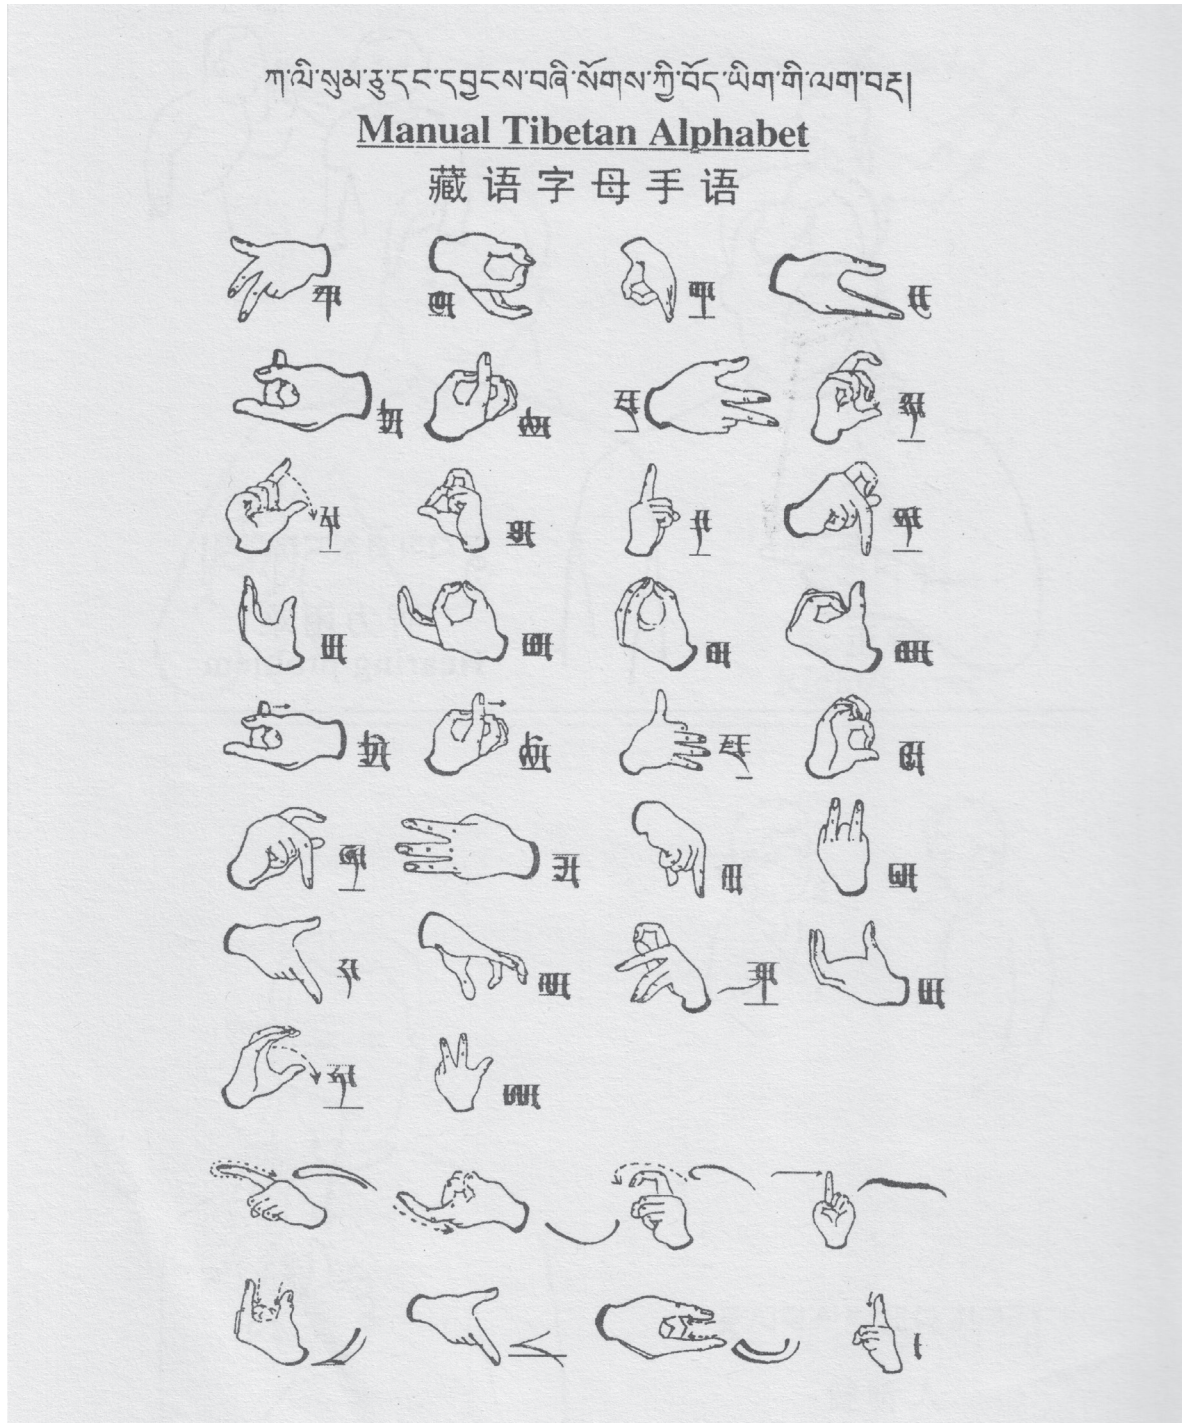 ཀ་ལི་སུམ་ཅུ་དང་དབྱངས་བཞི་སོགས་ཀྱི་བོད་ཡིག་གི་ལག་བརྡ།
Manual Tibetan Alphabet
藏语字母手语
ཀ ཁ ག ང
ཅ ཆ ཇ ཉ
ཏ ཐ ད ན
པ ཕ བ མ
ཙ ཚ ཛ ཝ
ཞ ཟ འ ཡ
ར ལ ཤ ས
ཧ ཨ